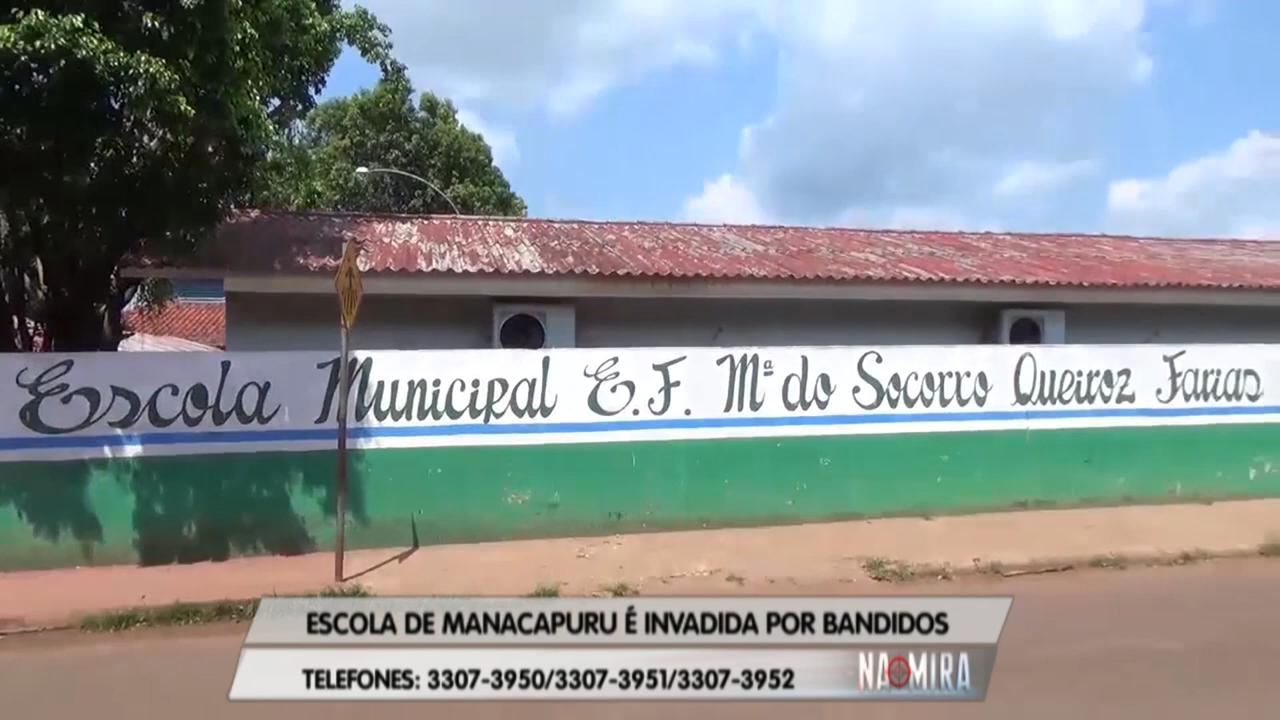 Escola Municipal E.F. Mª do Socorro Queiroz Farias
ESCOLA DE MANACAPURU É INVADIDA POR BANDIDOS
TELEFONES: 3307-3950/3307-3951/3307-3952
NA MIRA